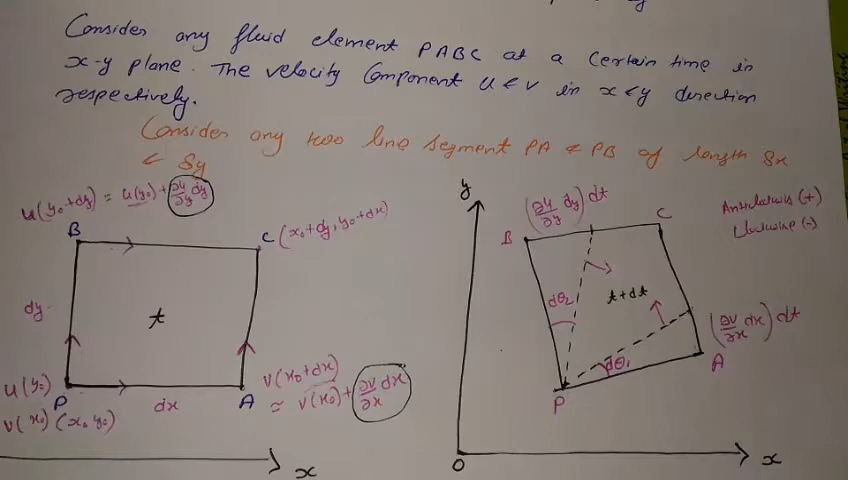 Consider any fluid element PABC at a certain time in
x-y plane. The velocity Component u & v in x & y direction
respectively.
Consider any two line segment PA & PB of length δx
& δy
u(y₀+dy) = u(y₀) + ∂u/∂y dy
B
C (x₀+dy, y₀+dx)
dy
t
u(y₀)
P
v(x₀) (x₀, y₀)
dx
A
v(x₀+dx)
≈ v(x₀) + ∂v/∂x dx
x
y
(∂u/∂y dy) dt
B
C
Anticlockwis (+)
Clockwise (-)
dθ₂
t+dt
(∂v/∂x dx) dt
dθ₁
A
P
O
x